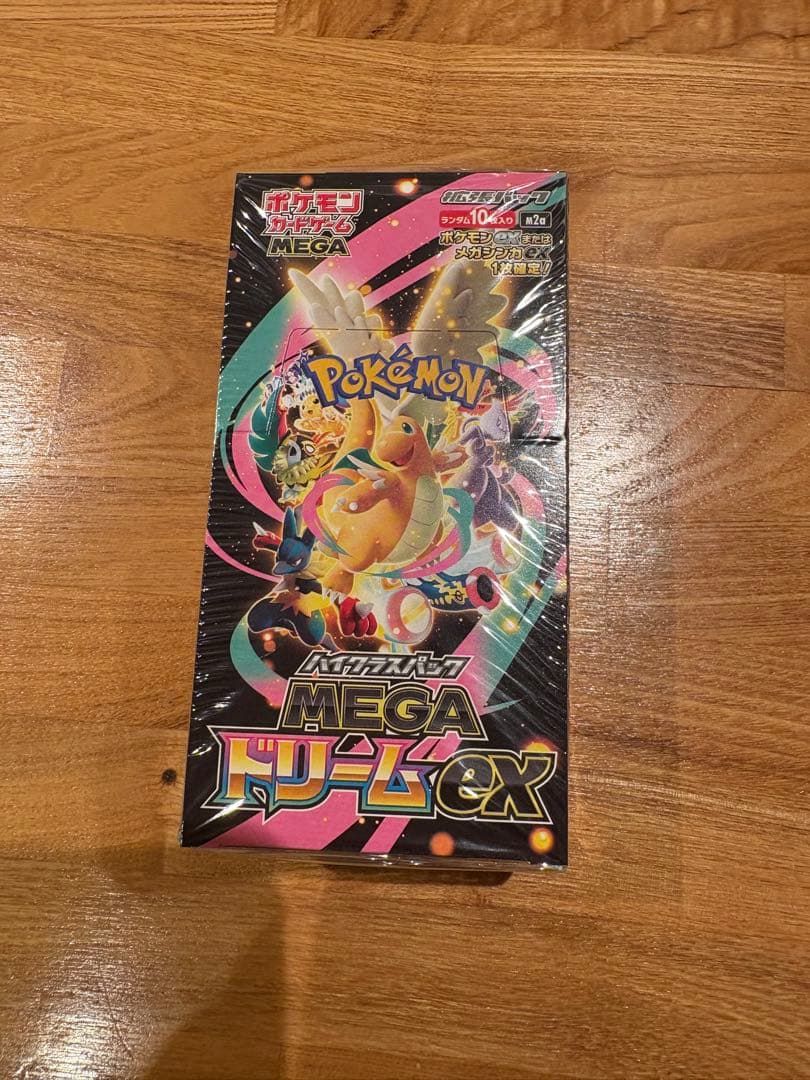 ポケモン
カードゲーム
MEGA
拡張パック
ランダム10枚入り M2a
ポケモンexまたは
メガシンカex
1枚確定!
POKéMON
ハイクラスパック
MEGA
ドリームex